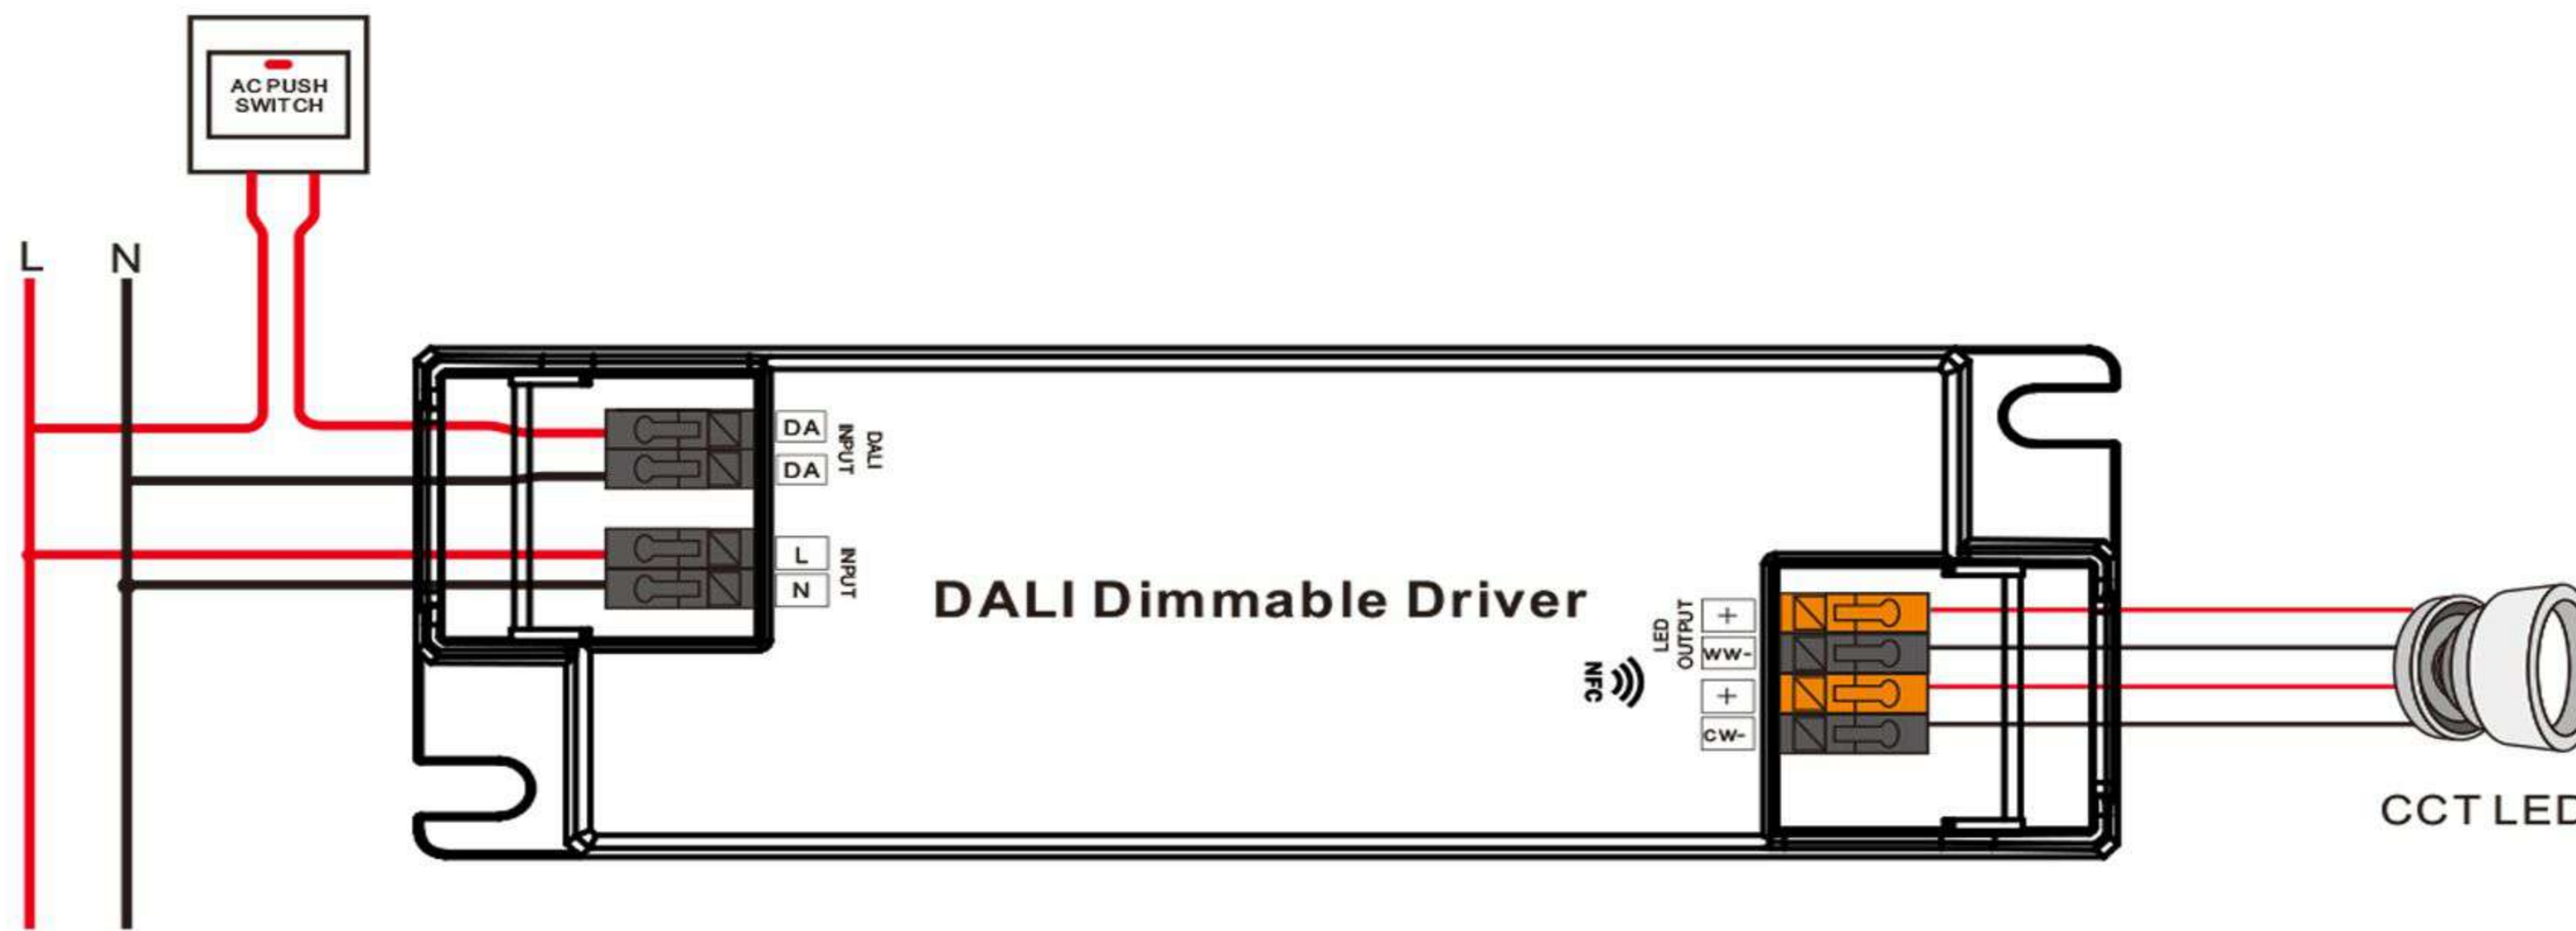 AC PUSH
SWITCH
L
N
DA
DA
DALI
INPUT
L
N
INPUT
DALI Dimmable Driver
NFC
LED
OUTPUT
+
WW-
+
CW-
CCT LED